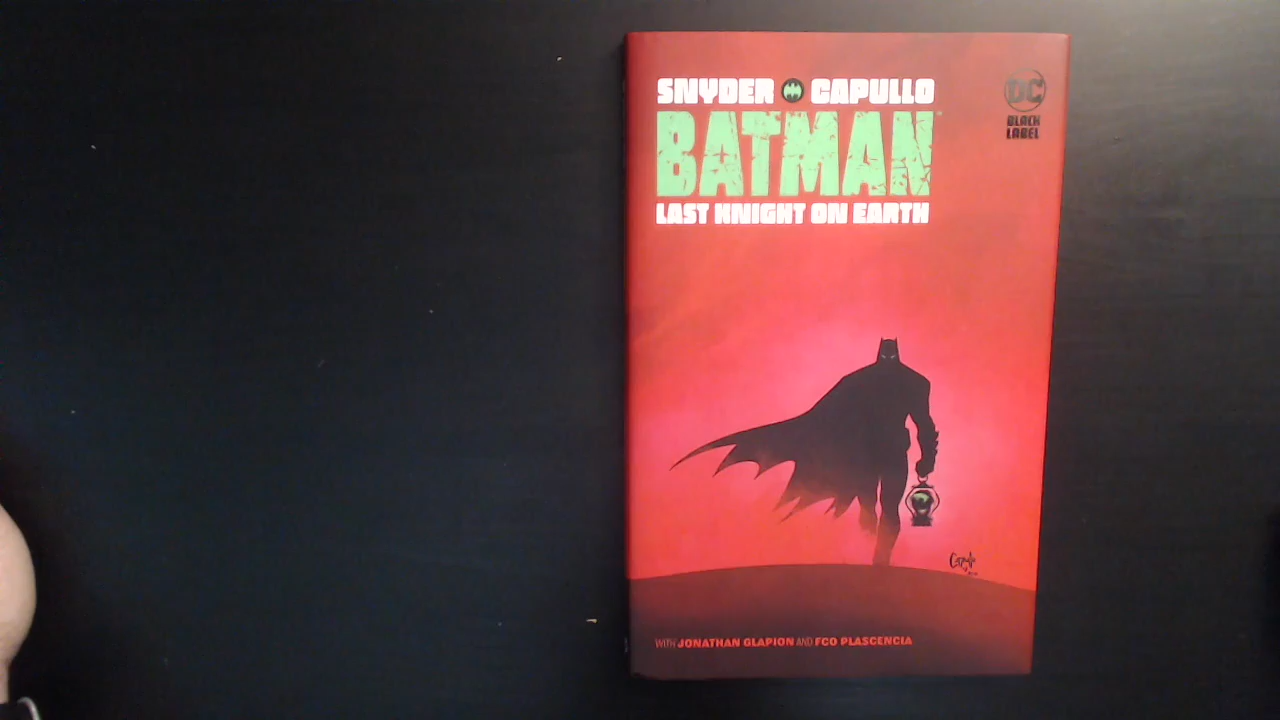 SNYDER CAPULLO
BATMAN
LAST KNIGHT ON EARTH
DC
BLACK
LABEL
WITH JONATHAN GLAPION AND FCO PLASCENCIA